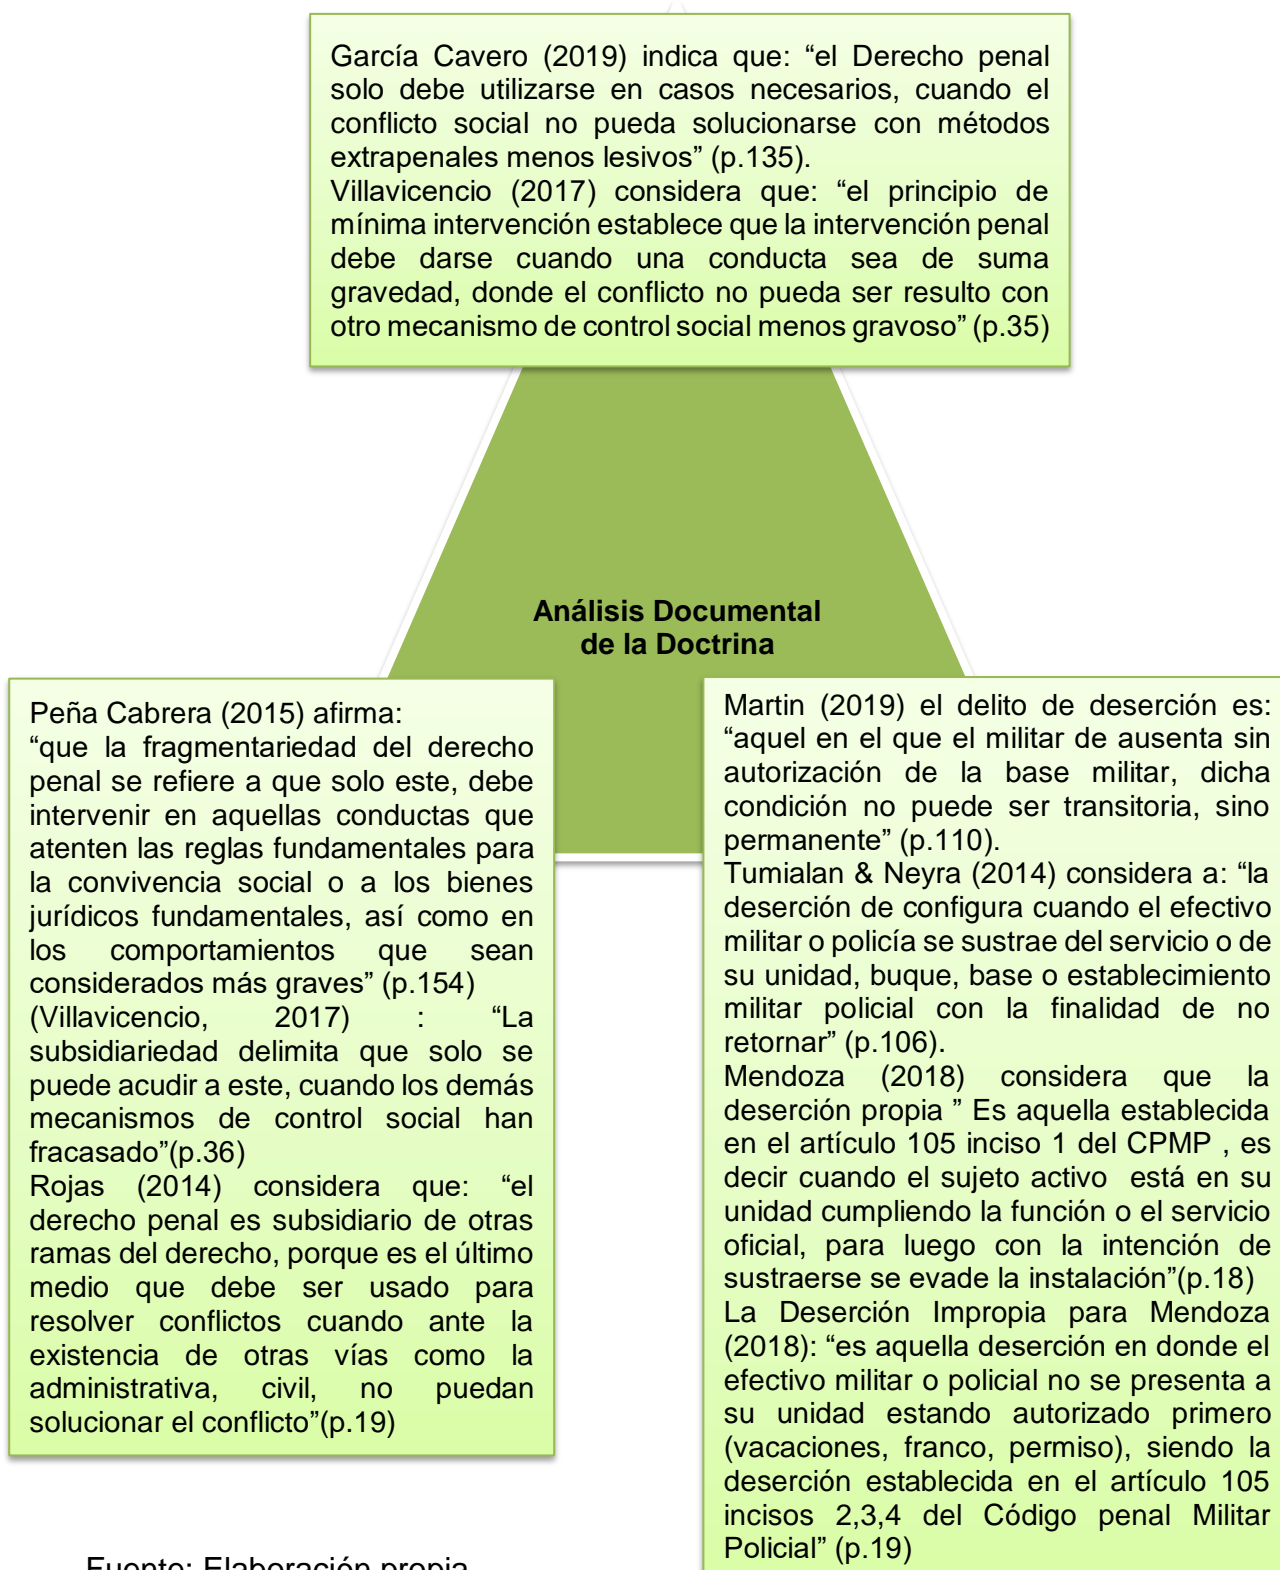 García Cavero (2019) indica que: “el Derecho penal
solo debe utilizarse en casos necesarios, cuando el
conflicto social no pueda solucionarse con métodos
extrapenales menos lesivos” (p.135).
Villavicencio (2017) considera que: “el principio de
mínima intervención establece que la intervención penal
debe darse cuando una conducta sea de suma
gravedad, donde el conflicto no pueda ser resulto con
otro mecanismo de control social menos gravoso” (p.35)
Análisis Documental
de la Doctrina
Peña Cabrera (2015) afirma:
“que la fragmentariedad del derecho
penal se refiere a que solo este, debe
intervenir en aquellas conductas que
atenten las reglas fundamentales para
la convivencia social o a los bienes
jurídicos fundamentales, así como en
los comportamientos que sean
considerados más graves” (p.154)
(Villavicencio, 2017) : “La
subsidiariedad delimita que solo se
puede acudir a este, cuando los demás
mecanismos de control social han
fracasado”(p.36)
Rojas (2014) considera que: “el
derecho penal es subsidiario de otras
ramas del derecho, porque es el último
medio que debe ser usado para
resolver conflictos cuando ante la
existencia de otras vías como la
administrativa, civil, no puedan
solucionar el conflicto”(p.19)
Martin (2019) el delito de deserción es:
“aquel en el que el militar de ausenta sin
autorización de la base militar, dicha
condición no puede ser transitoria, sino
permanente” (p.110).
Tumialan & Neyra (2014) considera a: “la
deserción de configura cuando el efectivo
militar o policía se sustrae del servicio o de
su unidad, buque, base o establecimiento
militar policial con la finalidad de no
retornar” (p.106).
Mendoza (2018) considera que la
deserción propia ” Es aquella establecida
en el artículo 105 inciso 1 del CPMP , es
decir cuando el sujeto activo está en su
unidad cumpliendo la función o el servicio
oficial, para luego con la intención de
sustraerse se evade la instalación”(p.18)
La Deserción Impropia para Mendoza
(2018): “es aquella deserción en donde el
efectivo militar o policial no se presenta a
su unidad estando autorizado primero
(vacaciones, franco, permiso), siendo la
deserción establecida en el artículo 105
incisos 2,3,4 del Código penal Militar
Policial” (p.19)
Fuente: Elaboración propia